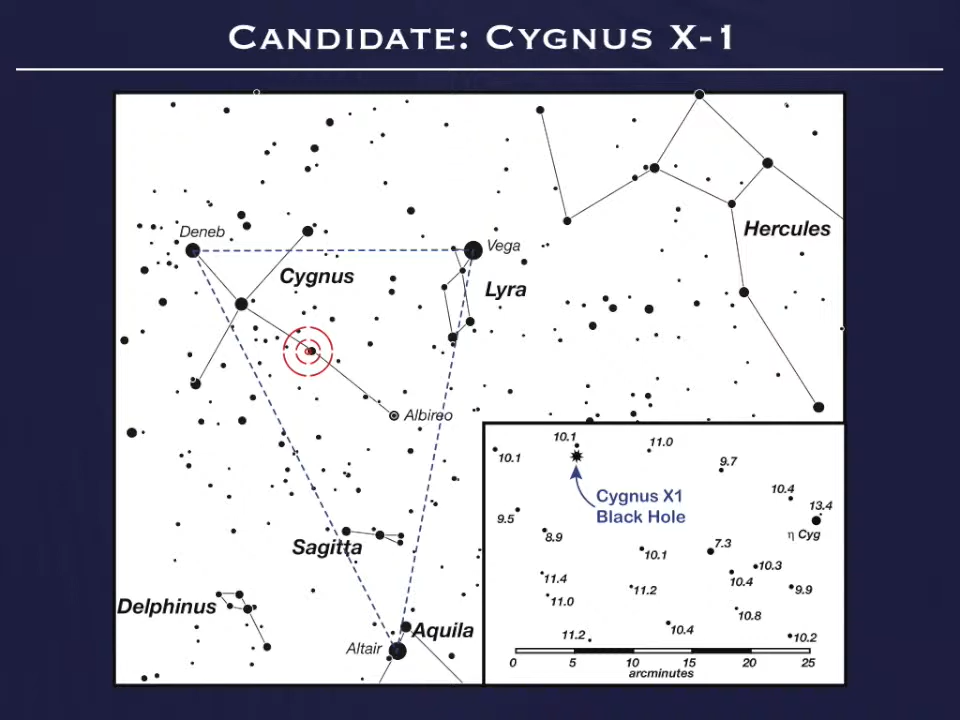 CANDIDATE: CYGNUS X-1
Deneb
Vega
Cygnus
Lyra
Hercules
Albireo
Sagitta
Delphinus
Aquila
Altair
10.1
10.1
11.0
9.7
10.4
13.4
η Cyg
Cygnus X1
Black Hole
9.5
8.9
10.1
7.3
10.3
10.4
9.9
11.4
11.0
11.2
10.8
10.4
11.2
10.2
0 5 10 15 20 25
arcminutes